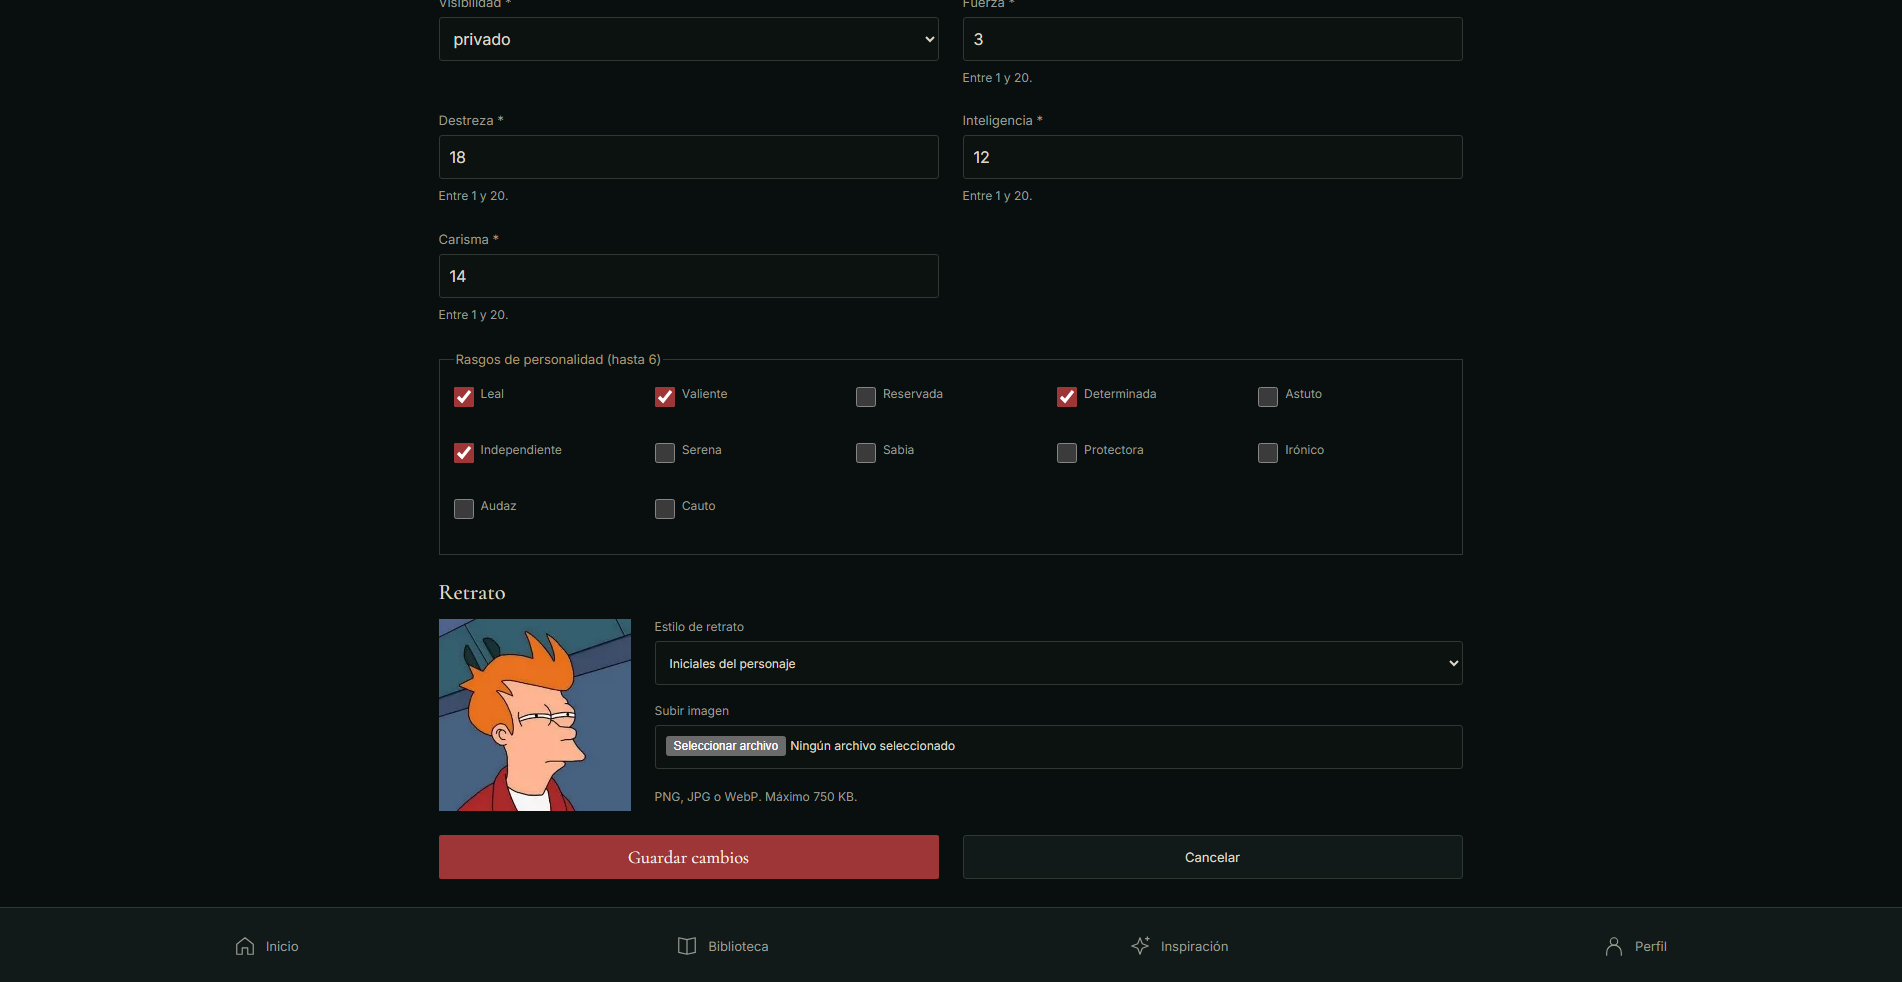 Visibilidad *
Fuerza *
privado
3
Entre 1 y 20.
Destreza *
Inteligencia *
18
12
Entre 1 y 20.
Entre 1 y 20.
Carisma *
14
Entre 1 y 20.
Rasgos de personalidad (hasta 6)
Leal
Valiente
Reservada
Determinada
Astuto
Independiente
Serena
Sabia
Protectora
Irónico
Audaz
Cauto
Retrato
Estilo de retrato
Iniciales del personaje
Subir imagen
Seleccionar archivo Ningún archivo seleccionado
PNG, JPG o WebP. Máximo 750 KB.
Guardar cambios
Cancelar
Inicio
Biblioteca
Inspiración
Perfil